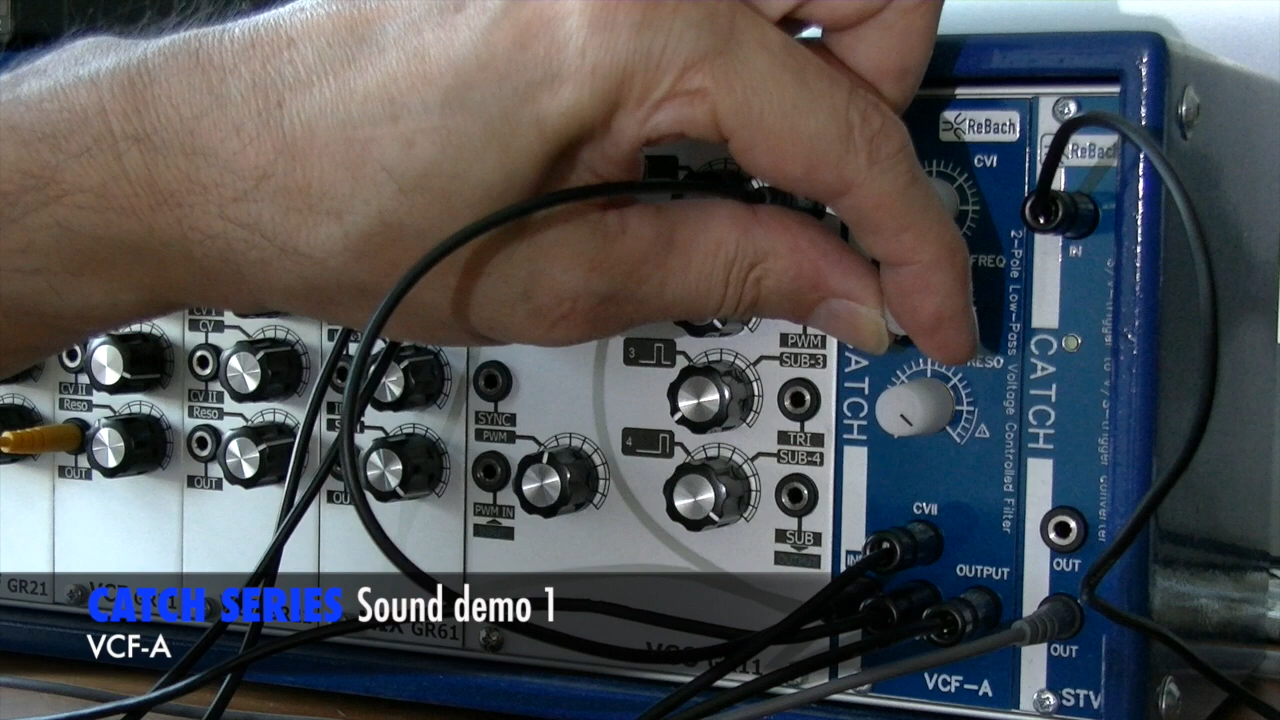 ReBach
ReBach
CVI
IN
FREQ
2-Pole Low-Pass Voltage Controlled Filter
CV
PWM
SUB-3
RESO
3
CATCH
CATCH
CV II
CV II
SYNC
Reso
Reso
PWM
TRI
SUB-4
4
OUT
OUT
PWM IN
CVII
SUB
OUTPUT
OUT
GR21
CATCH SERIES Sound demo 1
GR61
OUT
VCF-A
VCF-A
STV